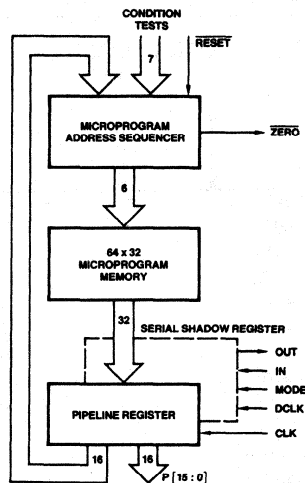 CONDITION
TESTS
RESET
7
MICROPROGRAM
ADDRESS SEQUENCER
ZERO
6
64 x 32
MICROPROGRAM
MEMORY
32
SERIAL SHADOW REGISTER
OUT
IN
MODE
DCLK
PIPELINE REGISTER
CLK
16
16
P [15 : 0]